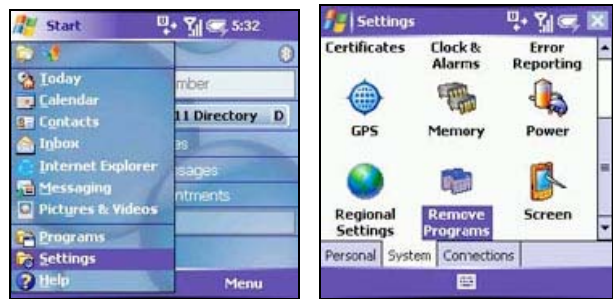 Start 5:32
Today
Calendar
Contacts
Inbox
Internet Explorer
Messaging
Pictures & Videos
Programs
Settings
Help
mber
11 Directory D
es
ssages
ntments
Menu
Settings
Certificates Clock & Alarms Error Reporting
GPS Memory Power
Regional Settings Remove Programs Screen
Personal System Connections